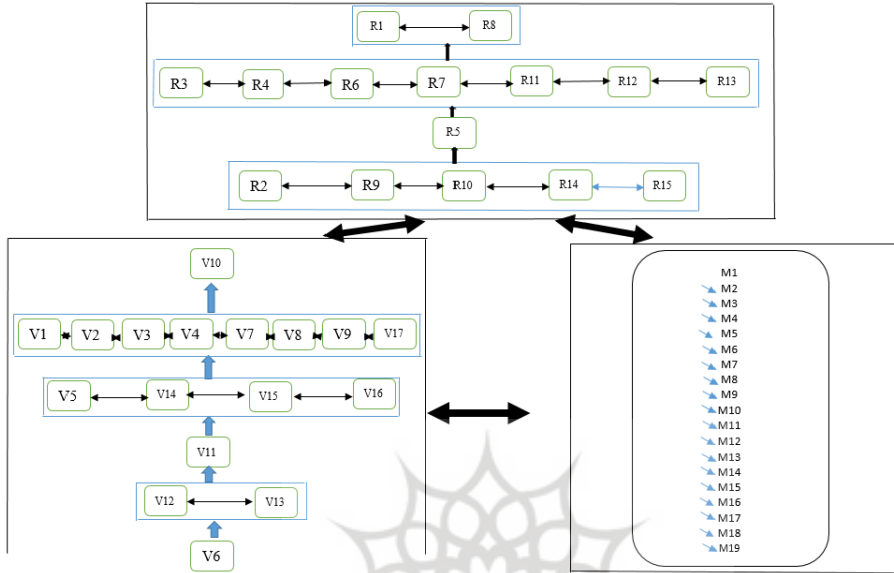 R1 R8
R3 R4 R6 R7 R11 R12 R13
R5
R2 R9 R10 R14 R15
V10
V1 V2 V3 V4 V7 V8 V9 V17
V5 V14 V15 V16
V11
V12 V13
V6
M1
M2
M3
M4
M5
M6
M7
M8
M9
M10
M11
M12
M13
M14
M15
M16
M17
M18
M19